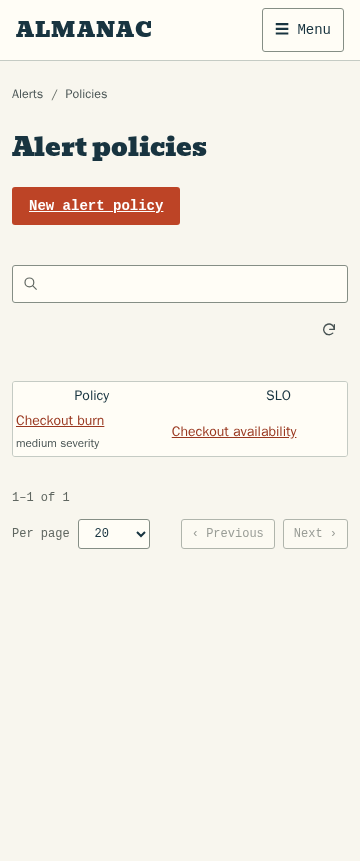 ALMANAC
☰ Menu
Alerts / Policies
Alert policies
New alert policy
Policy SLO
Checkout burn
medium severity
Checkout availability
1–1 of 1
Per page 20 ‹ Previous Next ›